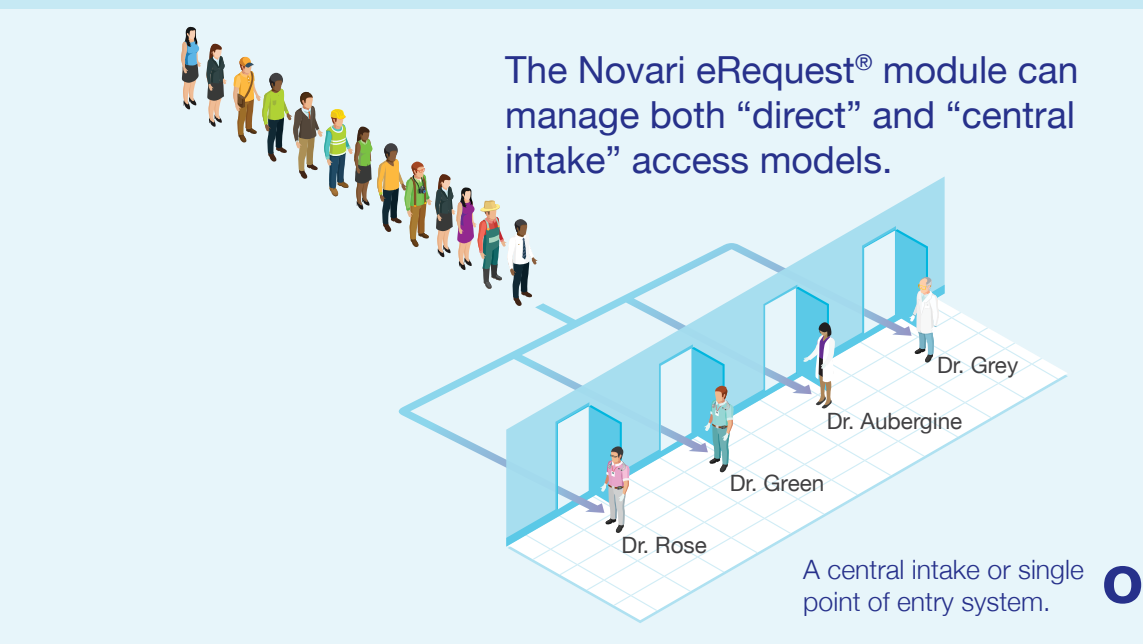 The Novari eRequest® module can
manage both “direct” and “central
intake” access models.
Dr. Grey
Dr. Aubergine
Dr. Green
Dr. Rose
A central intake or single
point of entry system.